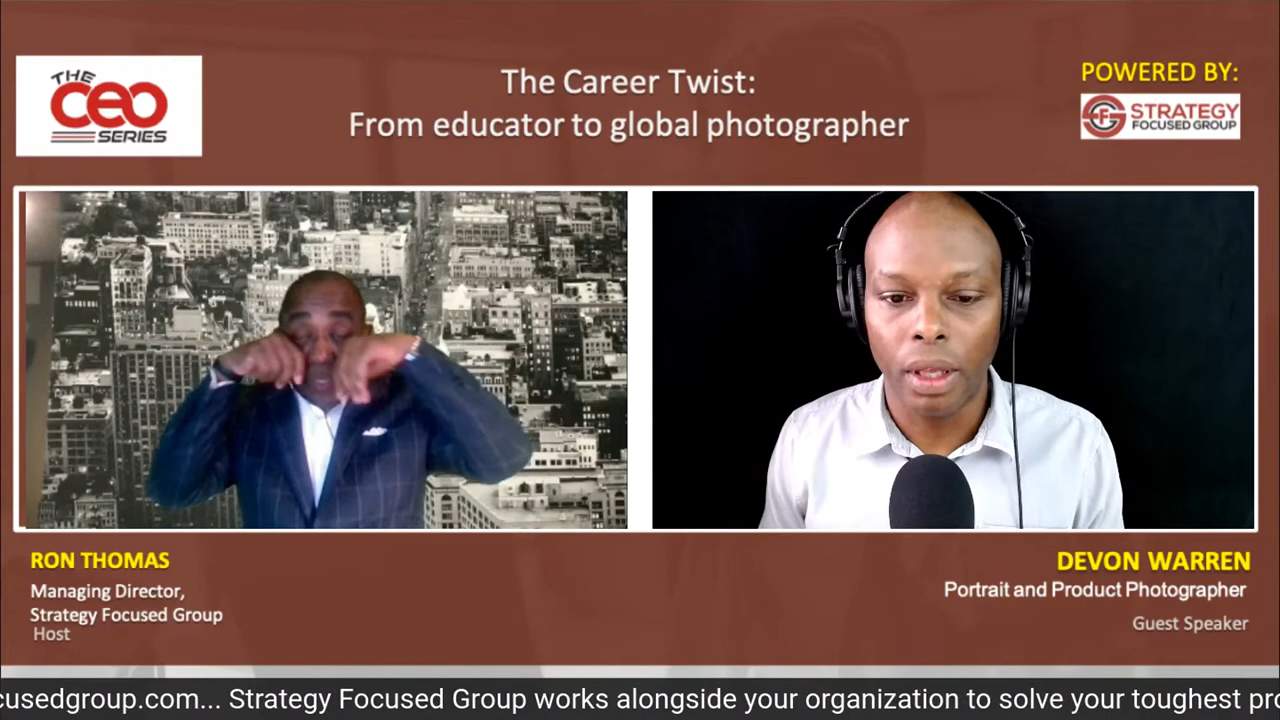 THE
ceo
SERIES
The Career Twist:
From educator to global photographer
POWERED BY:
STRATEGY
FOCUSED GROUP
RON THOMAS
Managing Director,
Strategy Focused Group
Host
DEVON WARREN
Portrait and Product Photographer
Guest Speaker
cusedgroup.com... Strategy Focused Group works alongside your organization to solve your toughest pro